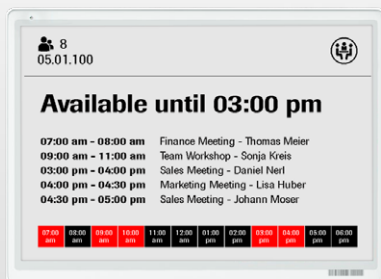 8
05.01.100
Available until 03:00 pm
07:00 am - 08:00 am Finance Meeting - Thomas Meier
09:00 am - 11:00 am Team Workshop - Sonja Kreis
03:00 pm - 04:00 pm Sales Meeting - Daniel Nerl
04:00 pm - 04:30 pm Marketing Meeting - Lisa Huber
04:30 pm - 05:00 pm Sales Meeting - Johann Moser
07:00 am 08:00 am 09:00 am 10:00 am 11:00 am 12:00 am 01:00 pm 02:00 pm 03:00 pm 04:00 pm 05:00 pm 06:00 pm